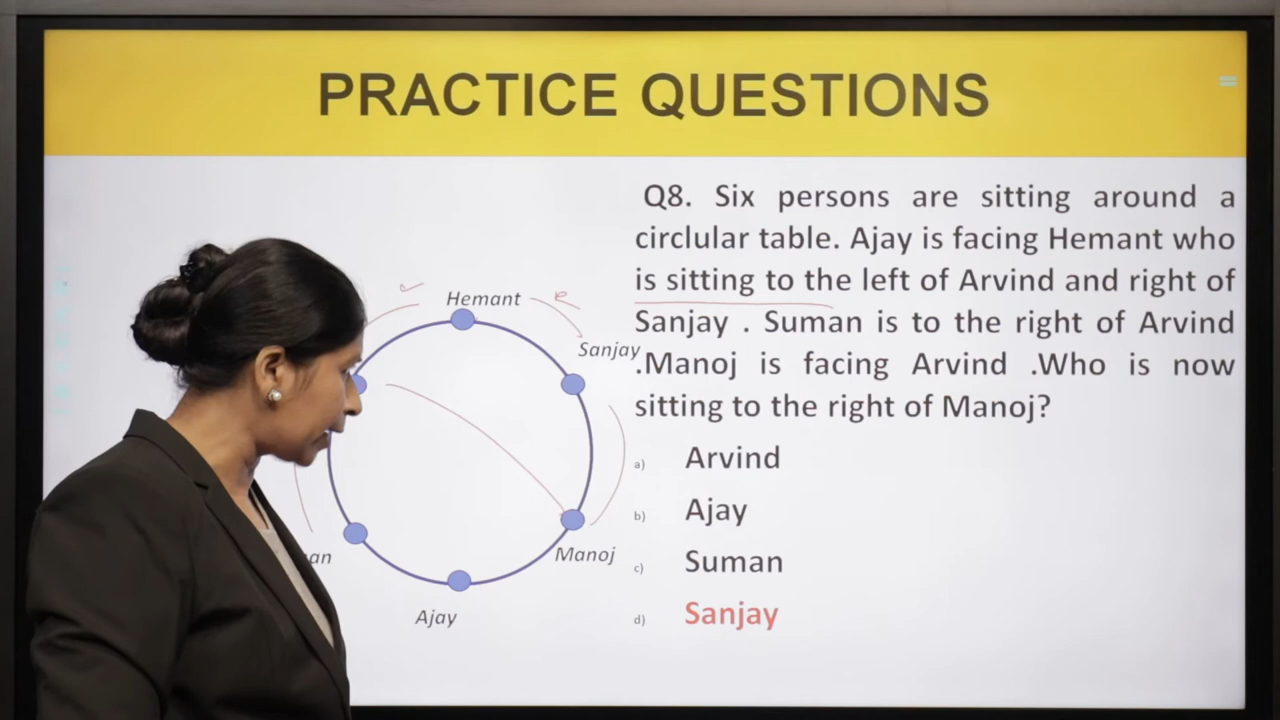 PRACTICE QUESTIONS
Q8. Six persons are sitting around a
circlular table. Ajay is facing Hemant who
is sitting to the left of Arvind and right of
Sanjay . Suman is to the right of Arvind
.Manoj is facing Arvind .Who is now
sitting to the right of Manoj?
a) Arvind
b) Ajay
c) Suman
d) Sanjay
Hemant
R
Sanjay
Manoj
an
Ajay